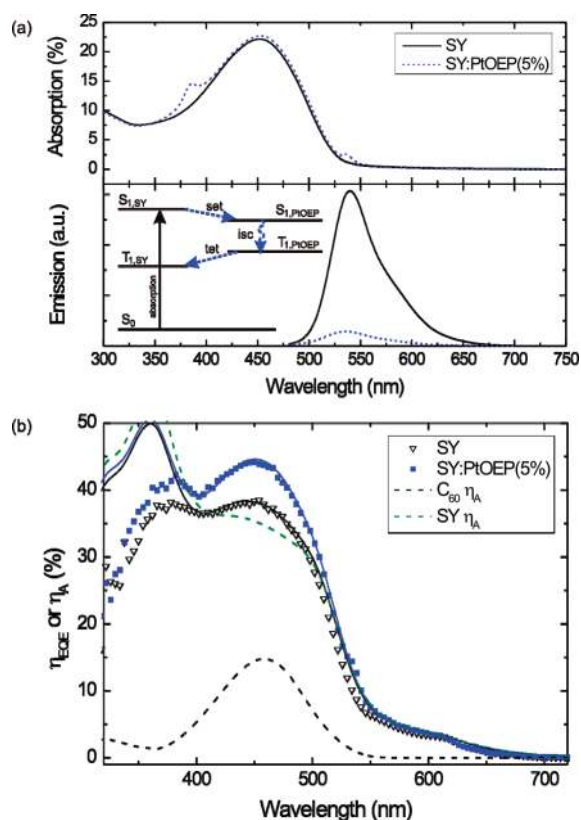 (a)
25
20
15
10
5
0
Absorption (%)
SY
SY:PtOEP(5%)
Emission (a.u.)
S1,SY
set
S1,PtOEP
isc
T1,PtOEP
tet
T1,SY
absorption
S0
300 350 400 450 500 550 600 650 700 750
Wavelength (nm)
(b)
50
40
30
20
10
0
ηEQE or ηA (%)
SY
SY:PtOEP(5%)
C60 ηA
SY ηA
400 500 600 700
Wavelength (nm)